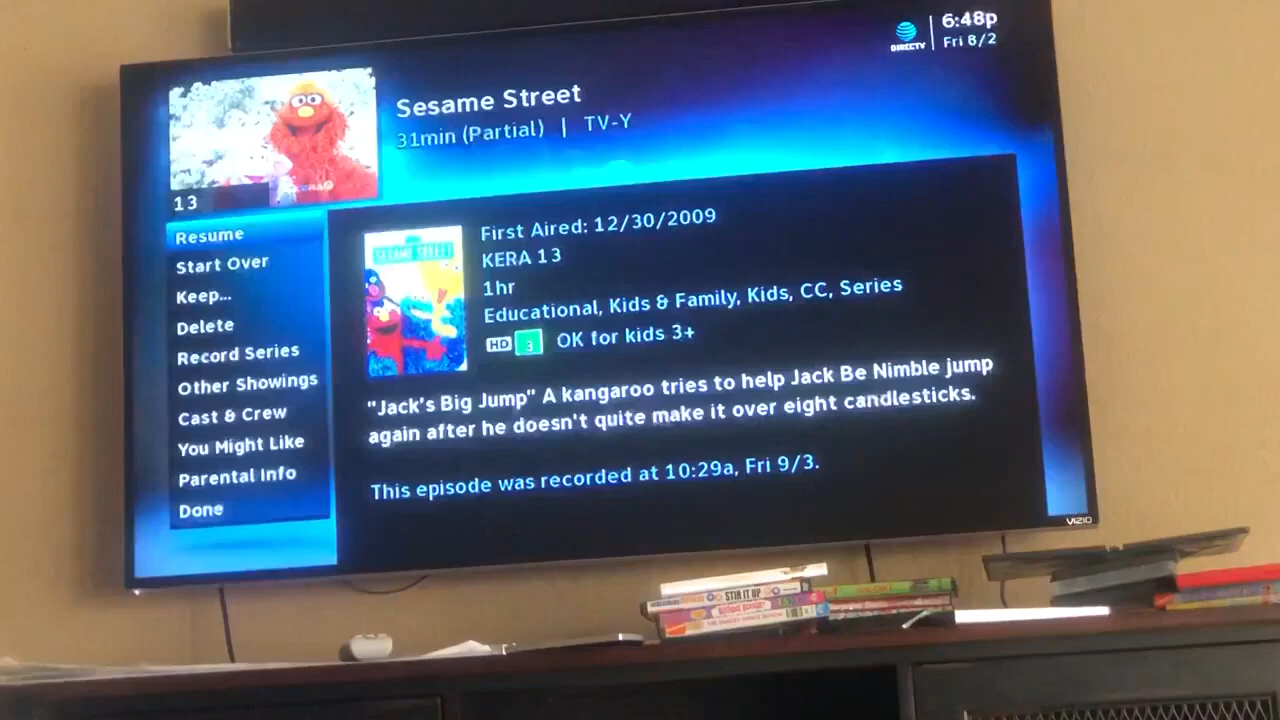 6:48p
DIRECTV
Fri 8/2
Sesame Street
31min (Partial) | TV-Y
13
Resume
Start Over
Keep...
Delete
Record Series
Other Showings
Cast & Crew
You Might Like
Parental Info
Done
SESAME STREET
First Aired: 12/30/2009
KERA 13
1hr
Educational, Kids & Family, Kids, CC, Series
HD 3 OK for kids 3+
"Jack's Big Jump" A kangaroo tries to help Jack Be Nimble jump
again after he doesn't quite make it over eight candlesticks.
This episode was recorded at 10:29a, Fri 9/3.
VIZIO
STIR IT UP